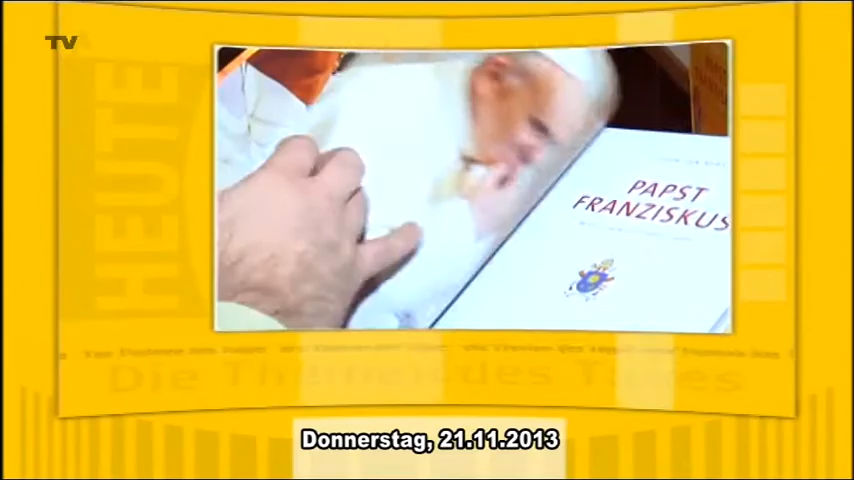 TV
HEUTE
PAPST
FRANZISKUS
Die Themen des Tages
Donnerstag, 21.11.2013